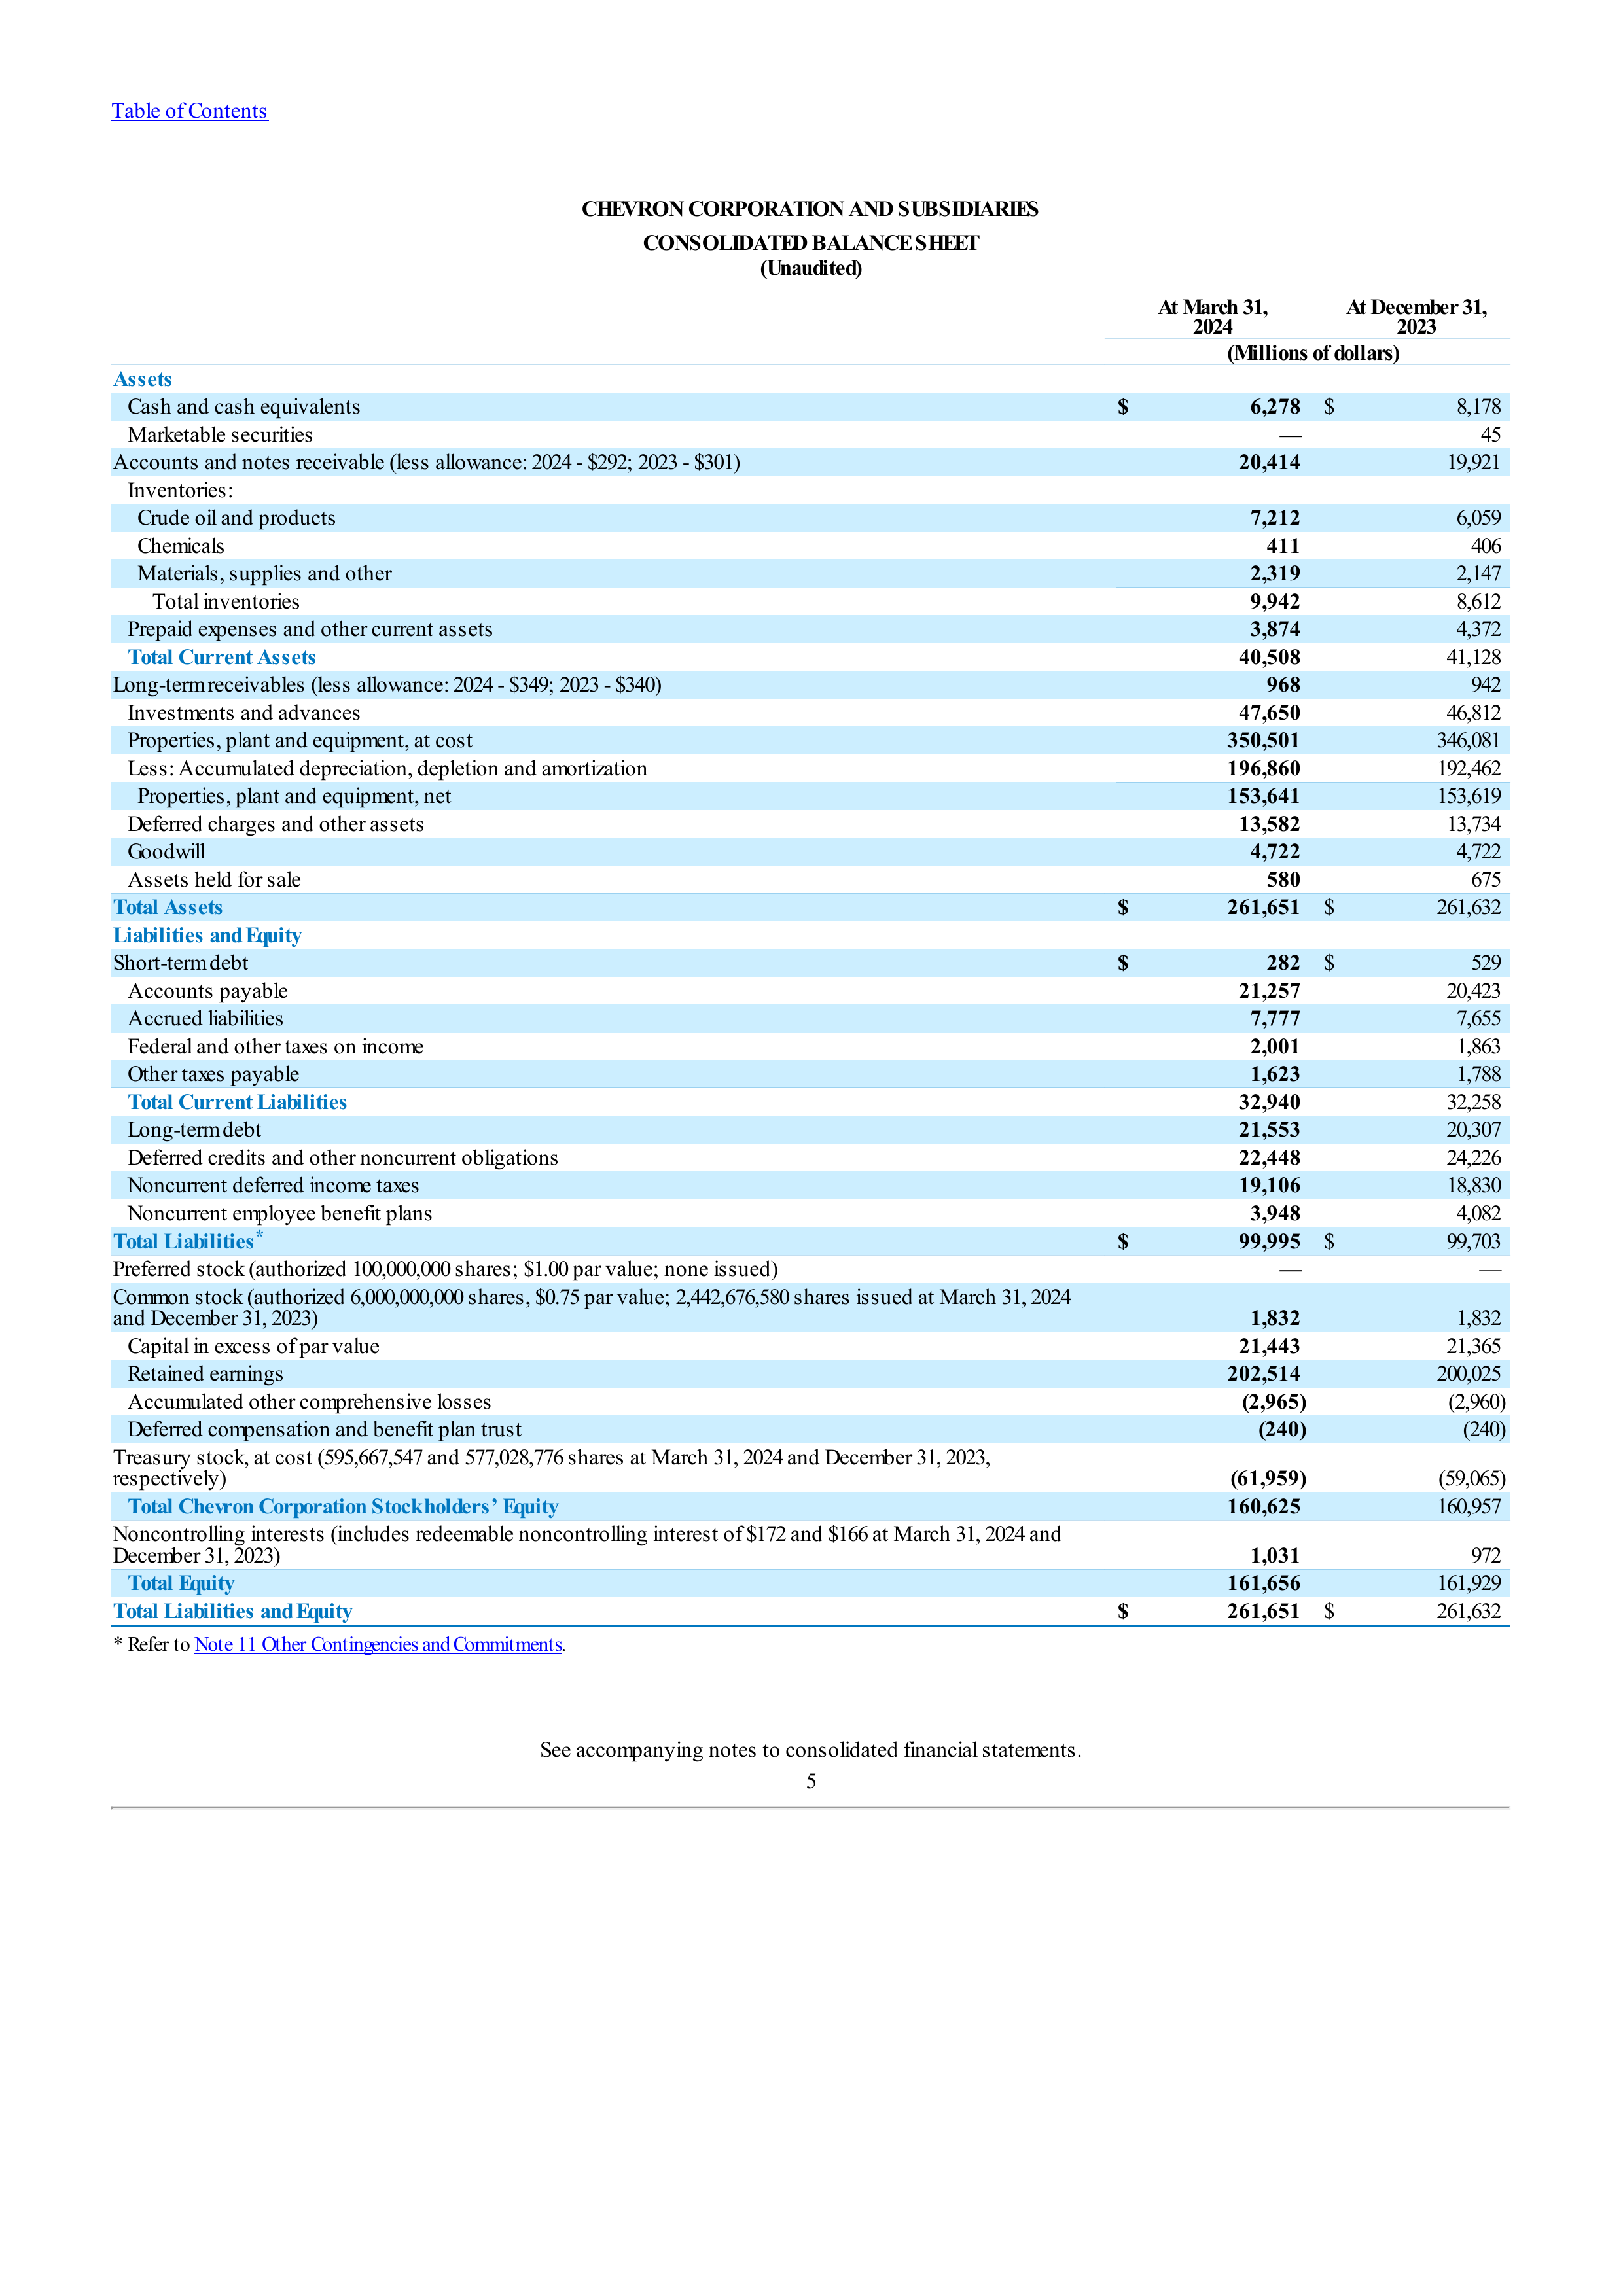 Table of Contents
CHEVRON CORPORATION AND SUBSIDIARIES
CONSOLIDATED BALANCE SHEET
(Unaudited)
At March 31, At December 31,
2024 2023
(Millions of dollars)
Assets
Cash and cash equivalents $ 6,278 $ 8,178
Marketable securities — 45
Accounts and notes receivable (less allowance: 2024 - $292; 2023 - $301) 20,414 19,921
Inventories:
Crude oil and products 7,212 6,059
Chemicals 411 406
Materials, supplies and other 2,319 2,147
Total inventories 9,942 8,612
Prepaid expenses and other current assets 3,874 4,372
Total Current Assets 40,508 41,128
Long-term receivables (less allowance: 2024 - $349; 2023 - $340) 968 942
Investments and advances 47,650 46,812
Properties, plant and equipment, at cost 350,501 346,081
Less: Accumulated depreciation, depletion and amortization 196,860 192,462
Properties, plant and equipment, net 153,641 153,619
Deferred charges and other assets 13,582 13,734
Goodwill 4,722 4,722
Assets held for sale 580 675
Total Assets $ 261,651 $ 261,632
Liabilities and Equity
Short-term debt $ 282 $ 529
Accounts payable 21,257 20,423
Accrued liabilities 7,777 7,655
Federal and other taxes on income 2,001 1,863
Other taxes payable 1,623 1,788
Total Current Liabilities 32,940 32,258
Long-term debt 21,553 20,307
Deferred credits and other noncurrent obligations 22,448 24,226
Noncurrent deferred income taxes 19,106 18,830
Noncurrent employee benefit plans 3,948 4,082
Total Liabilities* $ 99,995 $ 99,703
Preferred stock (authorized 100,000,000 shares; $1.00 par value; none issued) — —
Common stock (authorized 6,000,000,000 shares, $0.75 par value; 2,442,676,580 shares issued at March 31, 2024
and December 31, 2023) 1,832 1,832
Capital in excess of par value 21,443 21,365
Retained earnings 202,514 200,025
Accumulated other comprehensive losses (2,965) (2,960)
Deferred compensation and benefit plan trust (240) (240)
Treasury stock, at cost (595,667,547 and 577,028,776 shares at March 31, 2024 and December 31, 2023,
respectively) (61,959) (59,065)
Total Chevron Corporation Stockholders’ Equity 160,625 160,957
Noncontrolling interests (includes redeemable noncontrolling interest of $172 and $166 at March 31, 2024 and
December 31, 2023) 1,031 972
Total Equity 161,656 161,929
Total Liabilities and Equity $ 261,651 $ 261,632
* Refer to Note 11 Other Contingencies and Commitments.
See accompanying notes to consolidated financial statements.
5